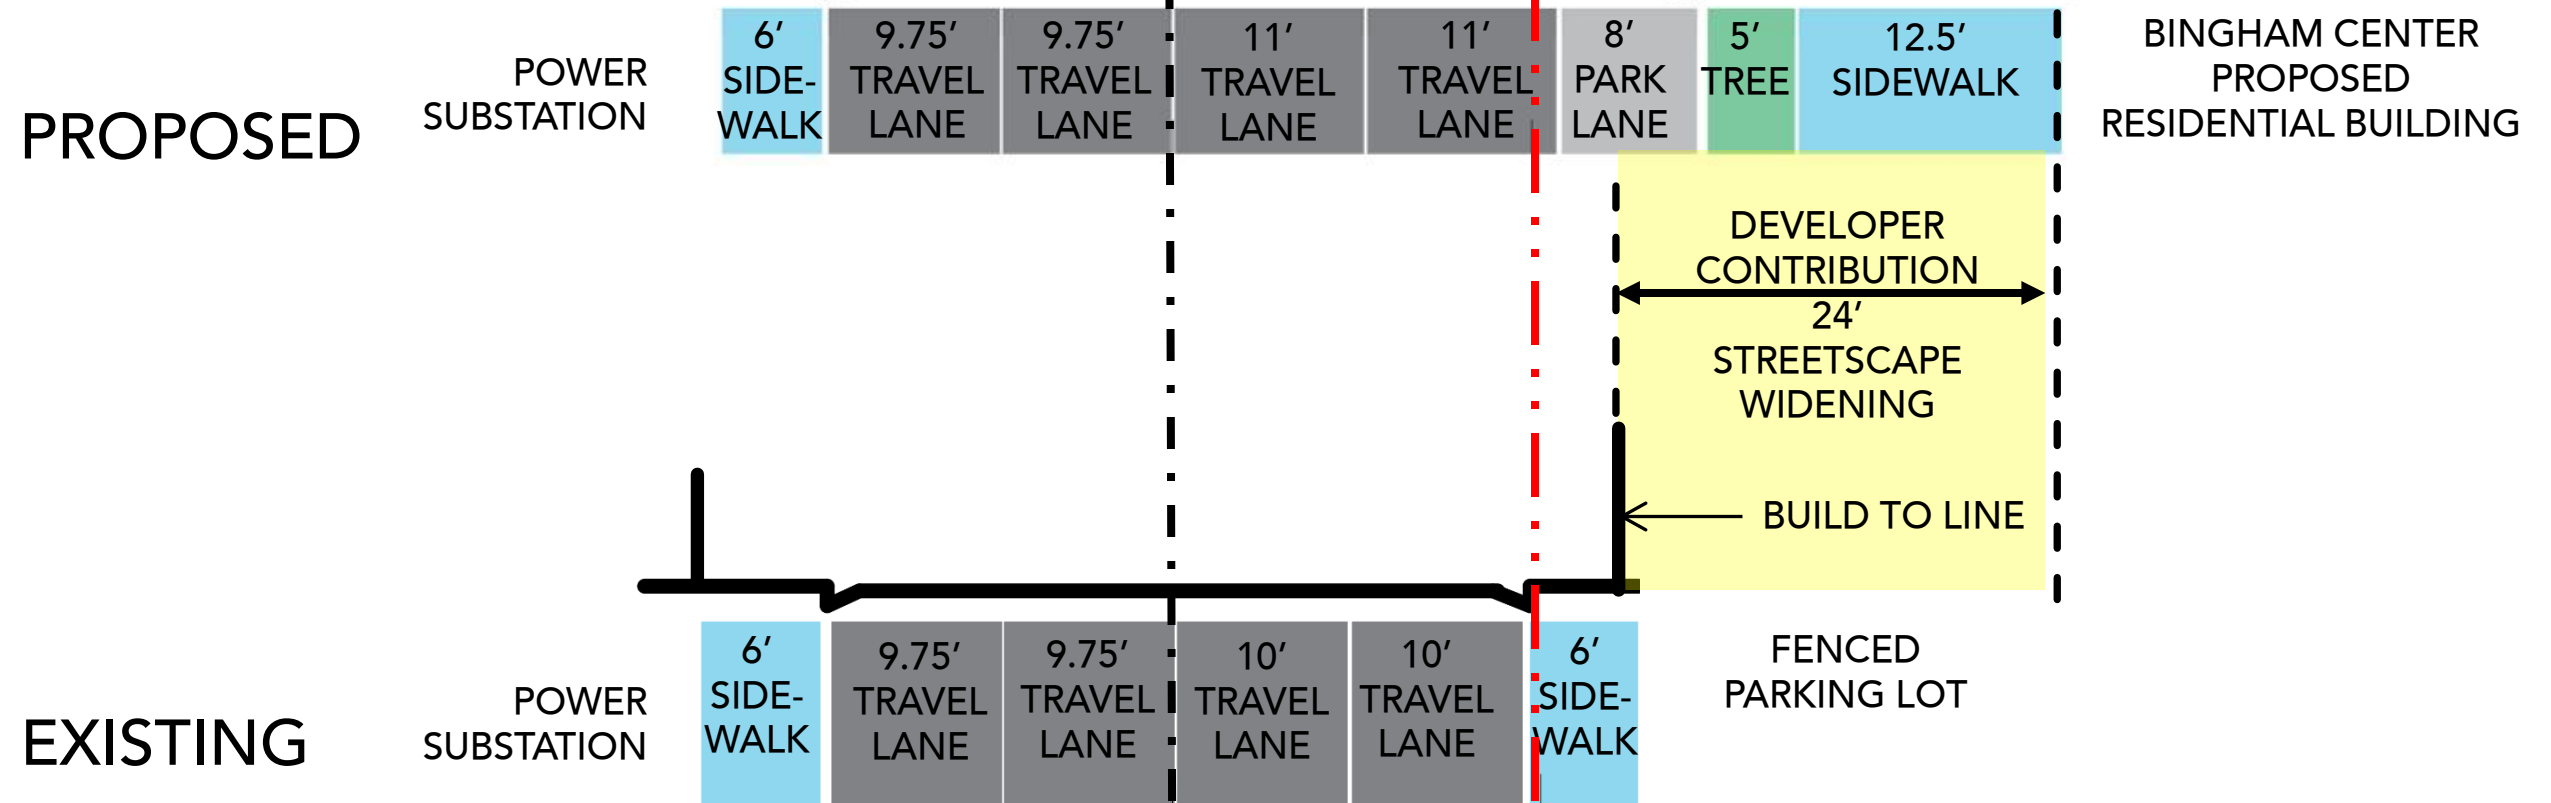 PROPOSED
POWER
SUBSTATION
6′
SIDE-
WALK
9.75′
TRAVEL
LANE
9.75′
TRAVEL
LANE
11′
TRAVEL
LANE
11′
TRAVEL
LANE
8′
PARK
LANE
5′
TREE
12.5′
SIDEWALK
BINGHAM CENTER
PROPOSED
RESIDENTIAL BUILDING
DEVELOPER
CONTRIBUTION
24′
STREETSCAPE
WIDENING
BUILD TO LINE
EXISTING
POWER
SUBSTATION
6′
SIDE-
WALK
9.75′
TRAVEL
LANE
9.75′
TRAVEL
LANE
10′
TRAVEL
LANE
10′
TRAVEL
LANE
6′
SIDE-
WALK
FENCED
PARKING LOT